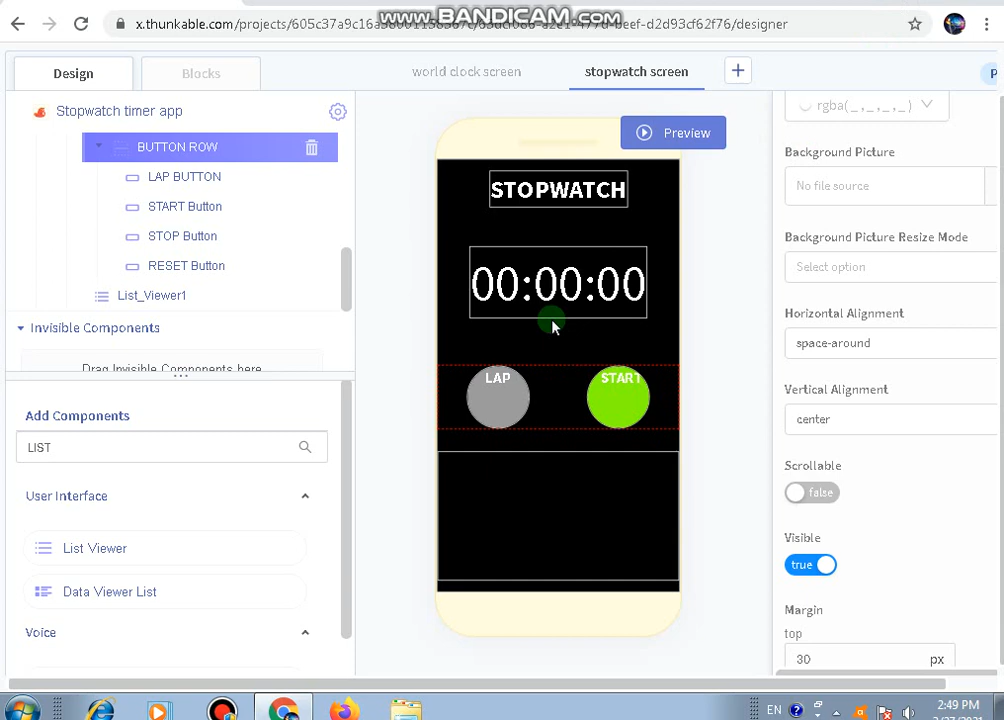 www.BANDICAM.com
x.thunkable.com/projects/605c37a9c16a
beef-d2d93cf62f76/designer
Design
Blocks
world clock screen
stopwatch screen
+
P
Stopwatch timer app
BUTTON ROW
LAP BUTTON
START Button
STOP Button
RESET Button
List_Viewer1
Invisible Components
Drag Invisible Components here
Add Components
LIST
User Interface
List Viewer
Data Viewer List
Voice
Preview
STOPWATCH
00:00:00
LAP
START
rgba(_,_,_,_)
Background Picture
No file source
Background Picture Resize Mode
Select option
Horizontal Alignment
space-around
Vertical Alignment
center
Scrollable
false
Visible
true
Margin
top
30
px
EN
2:49 PM